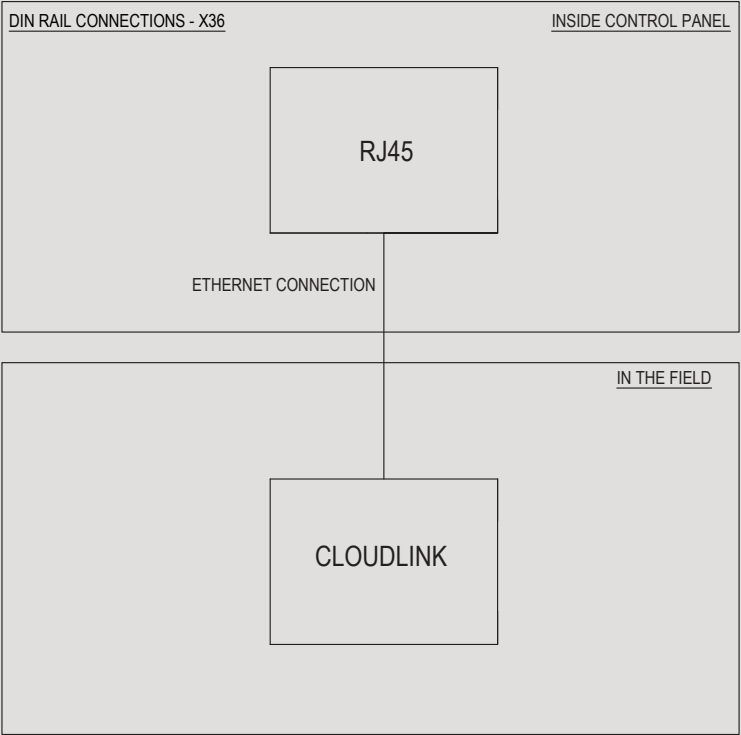 DIN RAIL CONNECTIONS - X36
INSIDE CONTROL PANEL
RJ45
ETHERNET CONNECTION
IN THE FIELD
CLOUDLINK